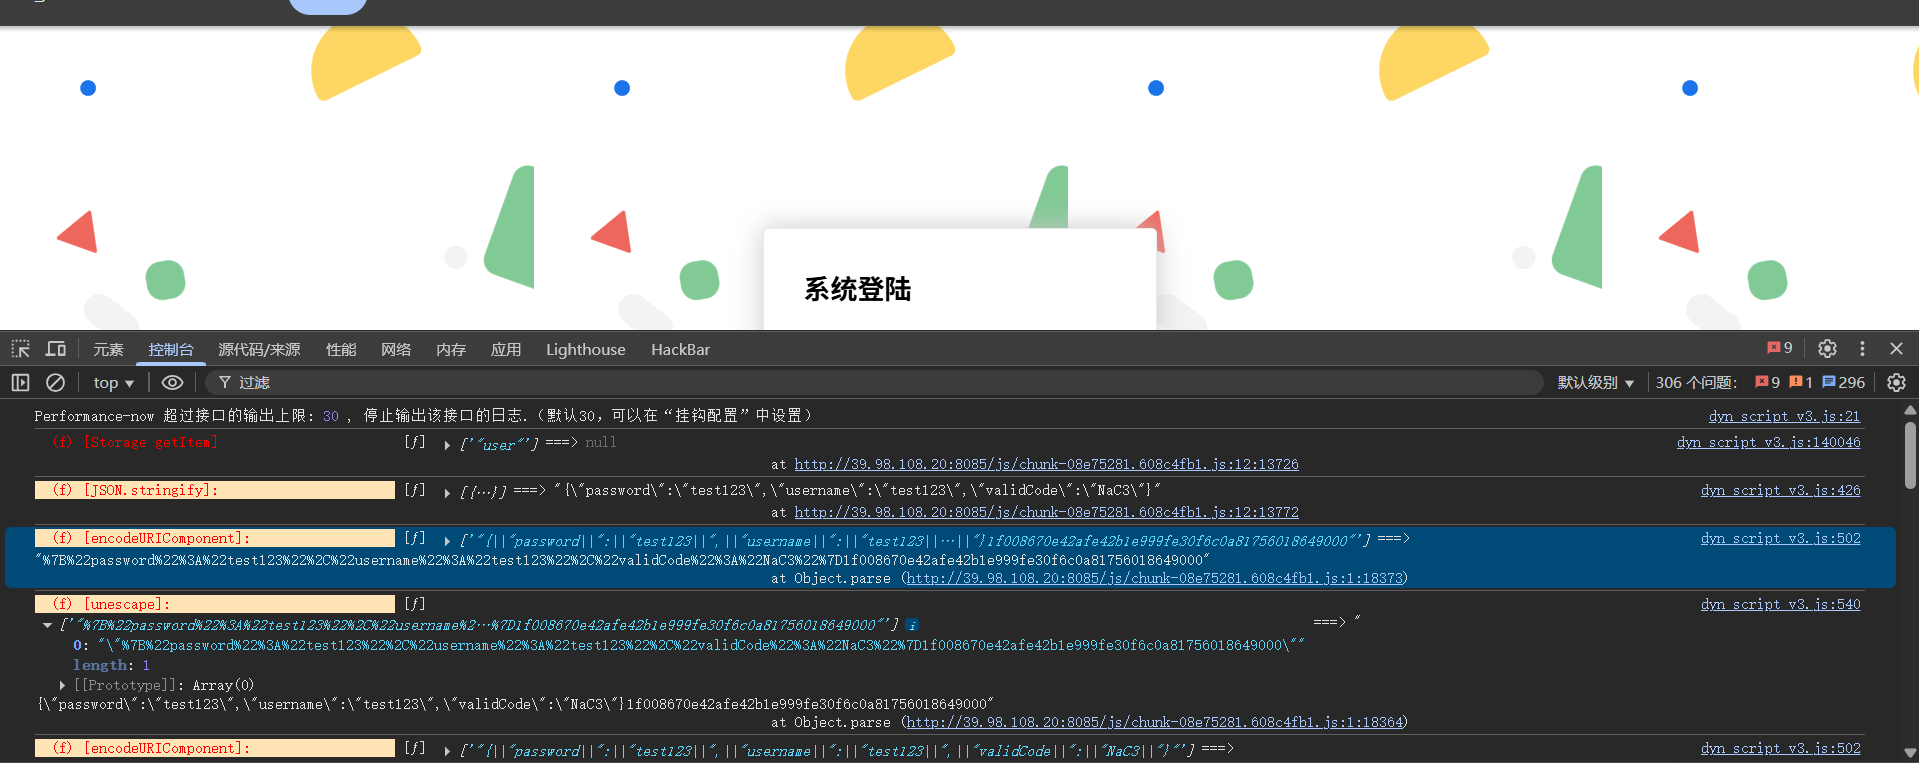 系统登陆
元素 控制台 源代码/来源 性能 网络 内存 应用 Lighthouse HackBar 9
top 过滤 默认级别 306 个问题: 9 1 296
Performance-now 超过接口的输出上限: 30 , 停止输出该接口的日志.（默认30，可以在“挂钩配置”中设置） dyn_script_v3.js:21
(f) [Storage getItem] [f] ['"user"'] ===> null dyn_script_v3.js:140046
at http://39.98.108.20:8085/js/chunk-08e75281.608c4fb1.js:12:13726
(f) [JSON.stringify]: [f] [{…}] ===> "{\"password\":\"test123\",\"username\":\"test123\",\"validCode\":\"NaC3\"}" dyn_script_v3.js:426
at http://39.98.108.20:8085/js/chunk-08e75281.608c4fb1.js:12:13772
(f) [encodeURIComponent]: [f] ['"{||"password||":||"test123||",||"username||":||"test123||…||"}1f008670e42afe42b1e999fe30f6c0a81756018649000"'] ===> dyn_script_v3.js:502
"%7B%22password%22%3A%22test123%22%2C%22username%22%3A%22test123%22%2C%22validCode%22%3A%22NaC3%22%7D1f008670e42afe42b1e999fe30f6c0a81756018649000"
at Object.parse (http://39.98.108.20:8085/js/chunk-08e75281.608c4fb1.js:1:18373)
(f) [unescape]: [f] dyn_script_v3.js:540
['"%7B%22password%22%3A%22test123%22%2C%22username%2…%7D1f008670e42afe42b1e999fe30f6c0a81756018649000"'] i ===> "
0: "\"%7B%22password%22%3A%22test123%22%2C%22username%22%3A%22test123%22%2C%22validCode%22%3A%22NaC3%22%7D1f008670e42afe42b1e999fe30f6c0a81756018649000\""
length: 1
[[Prototype]]: Array(0)
{\"password\":\"test123\",\"username\":\"test123\",\"validCode\":\"NaC3\"}1f008670e42afe42b1e999fe30f6c0a81756018649000"
at Object.parse (http://39.98.108.20:8085/js/chunk-08e75281.608c4fb1.js:1:18364)
(f) [encodeURIComponent]: [f] ['"{||"password||":||"test123||",||"username||":||"test123||",||"validCode||":||"NaC3||"}"'] ===> dyn_script_v3.js:502